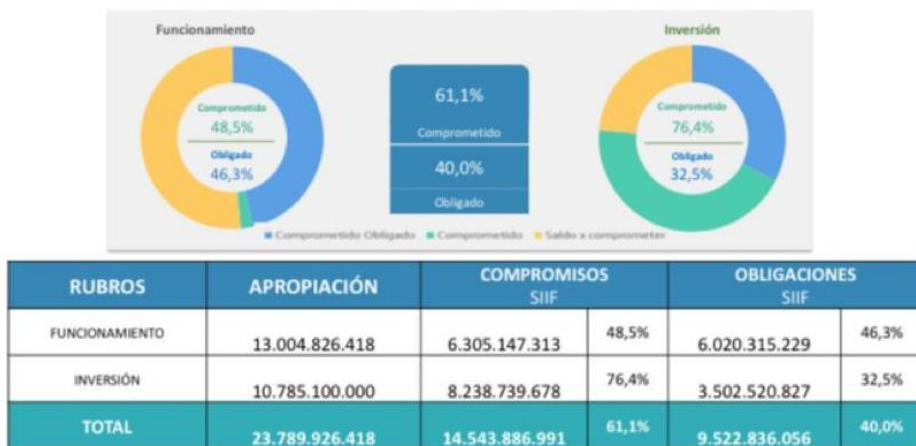 Funcionamiento
Inversión
Comprometido
48,5%
Obligado
46,3%
61,1%
Comprometido
40,0%
Obligado
Comprometido
76,4%
Obligado
32,5%
Comprometido Obligado Comprometido Saldo x comprometer
RUBROS APROPIACIÓN COMPROMISOS SIIF OBLIGACIONES SIIF
FUNCIONAMIENTO 13.004.826.418 6.305.147.313 48,5% 6.020.315.229 46,3%
INVERSIÓN 10.785.100.000 8.238.739.678 76,4% 3.502.520.827 32,5%
TOTAL 23.789.926.418 14.543.886.991 61,1% 9.522.836.056 40,0%